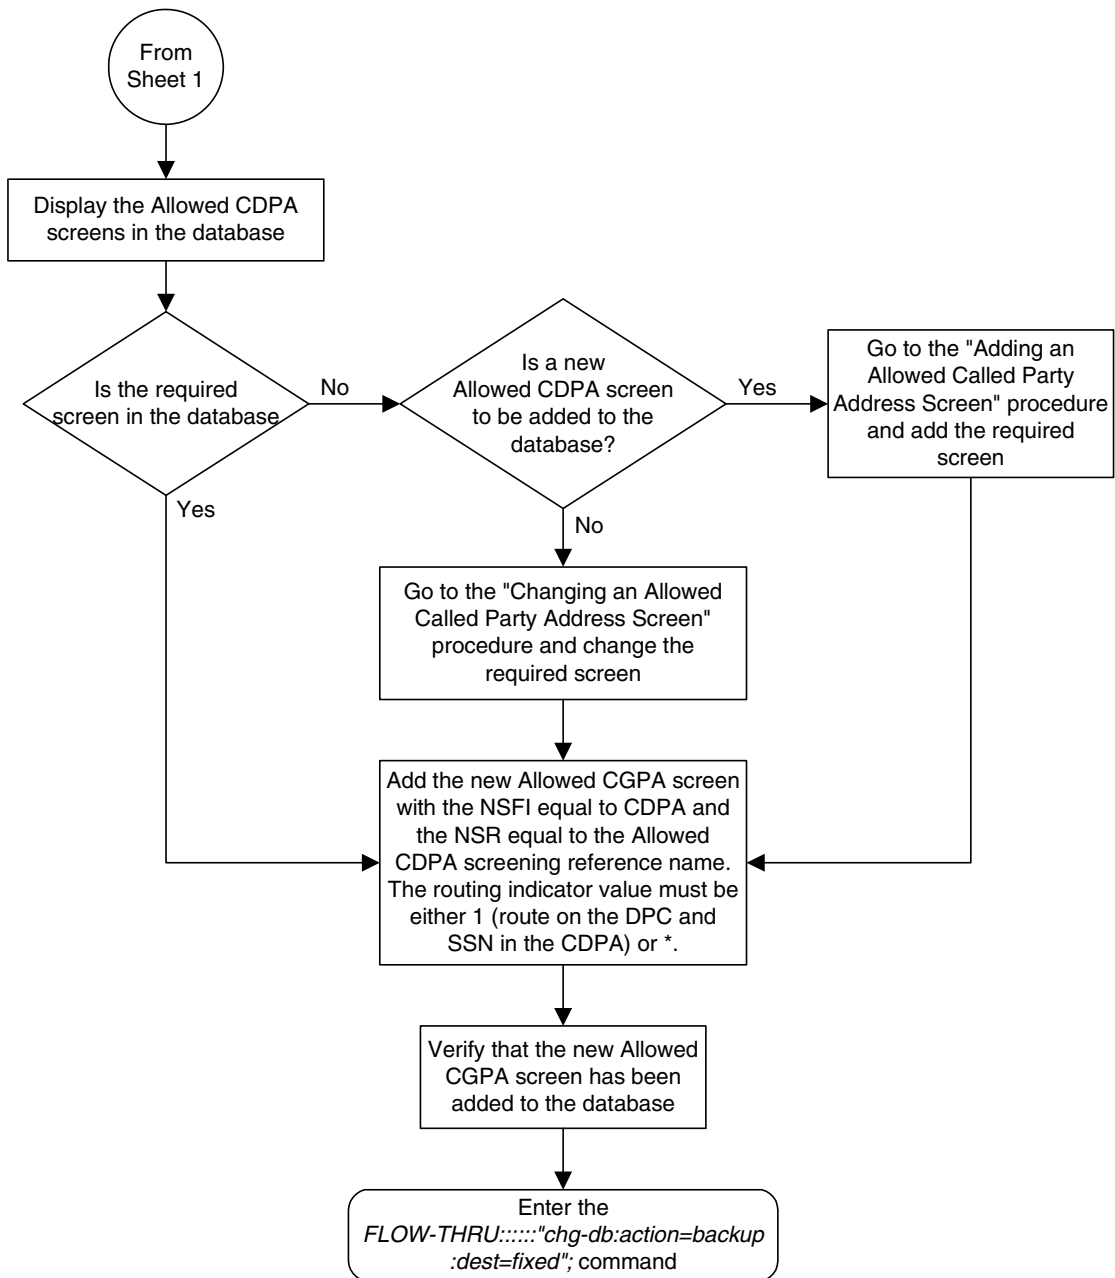 From
Sheet 1
Display the Allowed CDPA
screens in the database
Is the required
screen in the database
No
Is a new
Allowed CDPA screen
to be added to the
database?
Yes
Go to the "Adding an
Allowed Called Party
Address Screen" procedure
and add the required
screen
Yes
No
Go to the "Changing an Allowed
Called Party Address Screen"
procedure and change the
required screen
Add the new Allowed CGPA screen
with the NSFI equal to CDPA and
the NSR equal to the Allowed
CDPA screening reference name.
The routing indicator value must be
either 1 (route on the DPC and
SSN in the CDPA) or *.
Verify that the new Allowed
CGPA screen has been
added to the database
Enter the
FLOW-THRU::::::"chg-db:action=backup
:dest=fixed"; command